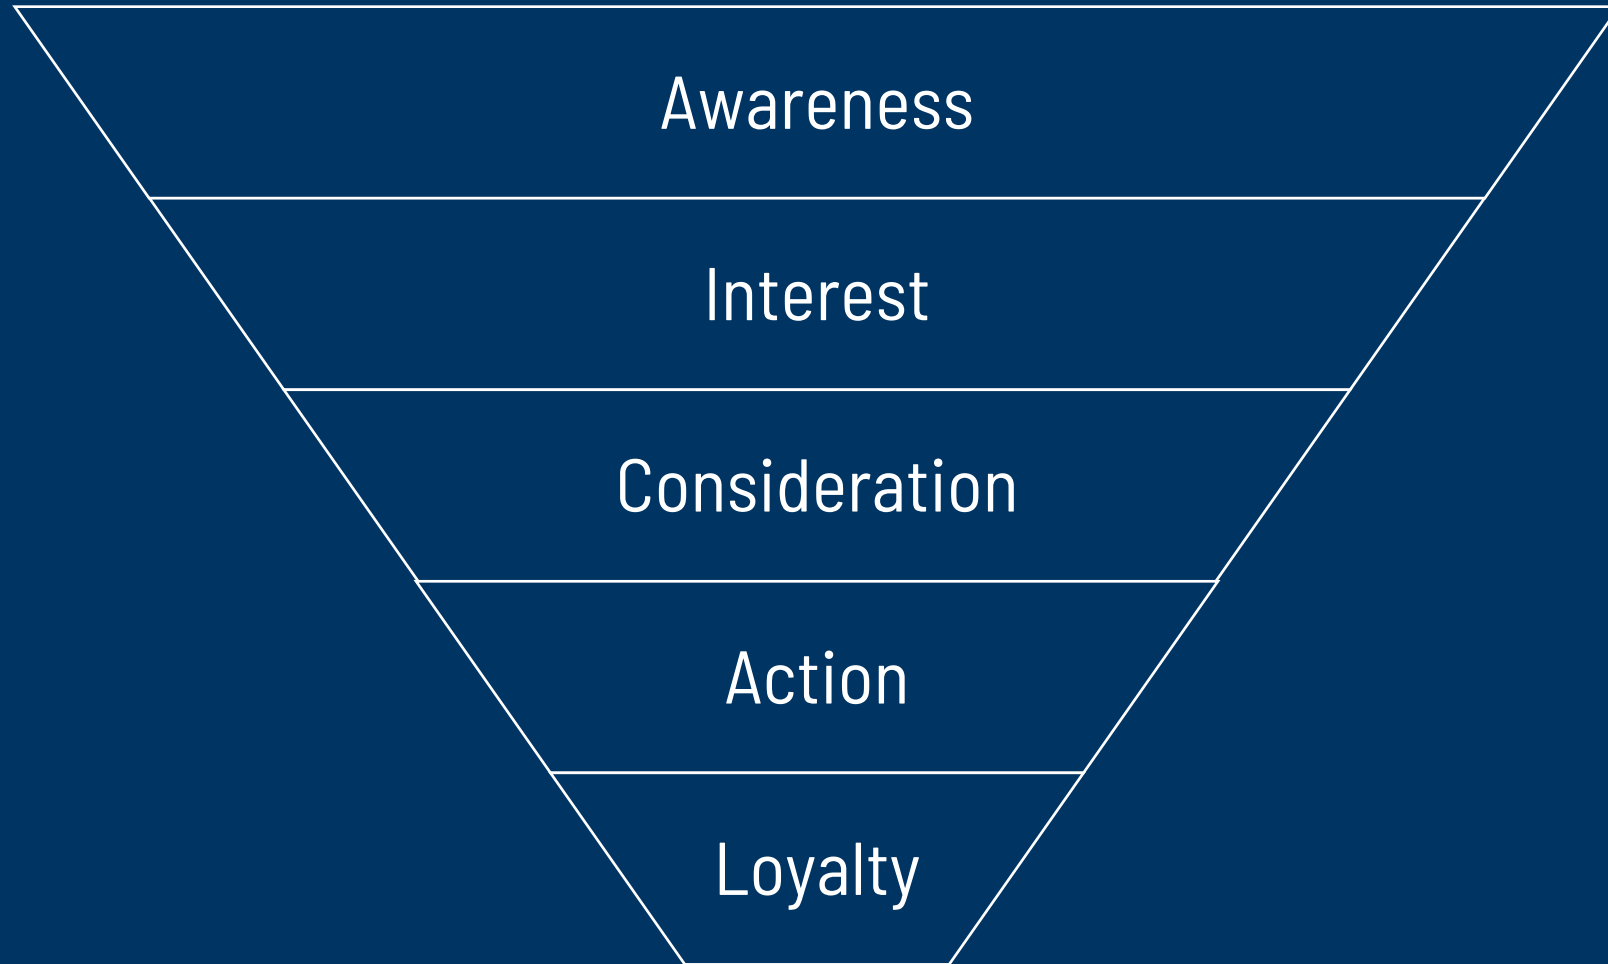 Awareness
Interest
Consideration
Action
Loyalty